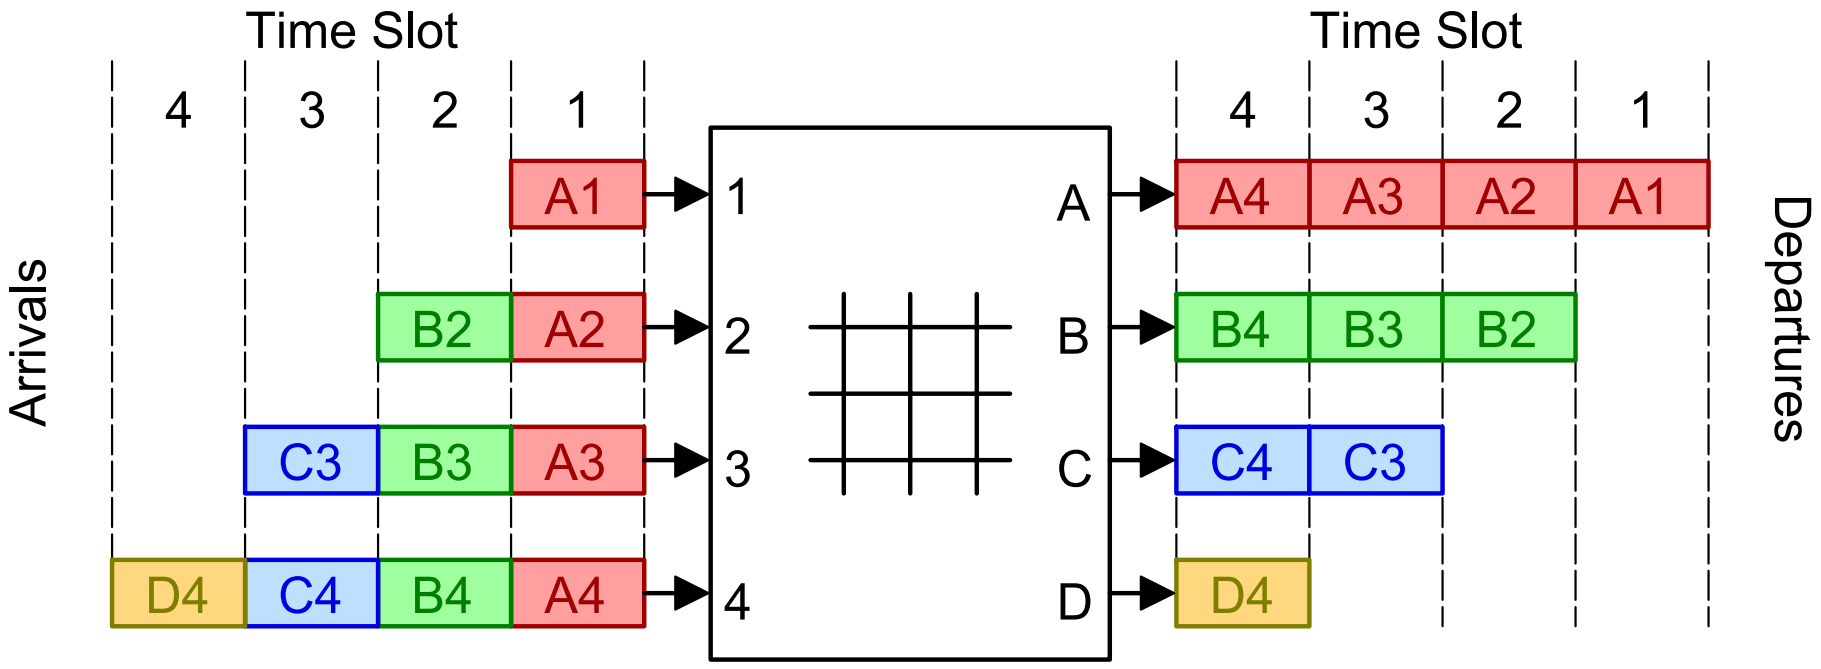 Time Slot
Time Slot
4 3 2 1
4 3 2 1
A1
1
A
A4 A3 A2 A1
B2 A2
2
B
B4 B3 B2
C3 B3 A3
3
C
C4 C3
D4 C4 B4 A4
4
D
D4
Arrivals
Departures